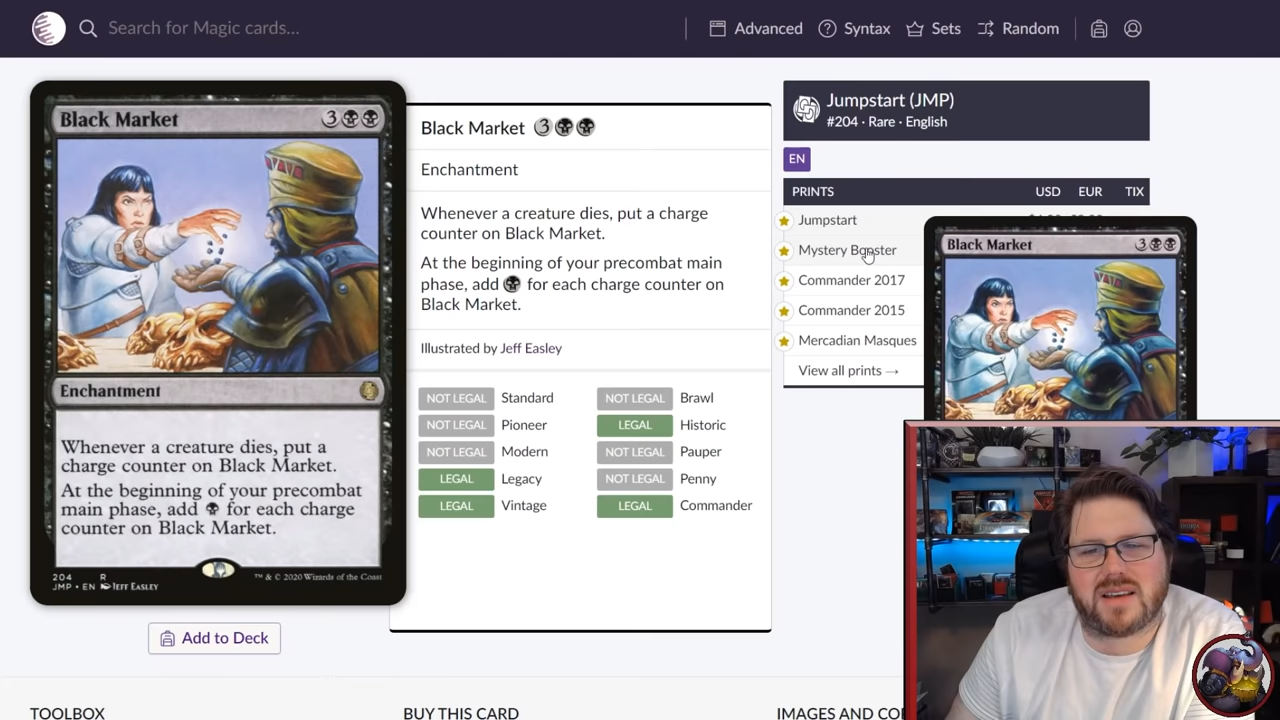 Search for Magic cards...
Advanced
Syntax
Sets
Random
Black Market 3
Enchantment
Whenever a creature dies, put a
charge counter on Black Market.
At the beginning of your precombat
main phase, add for each charge
counter on Black Market.
204 R
JMP • EN JEFF EASLEY
™ & © 2020 Wizards of the Coast
Add to Deck
Black Market 3
Enchantment
Whenever a creature dies, put a charge
counter on Black Market.
At the beginning of your precombat main
phase, add for each charge counter on
Black Market.
Illustrated by Jeff Easley
NOT LEGAL Standard NOT LEGAL Brawl
NOT LEGAL Pioneer LEGAL Historic
NOT LEGAL Modern NOT LEGAL Pauper
LEGAL Legacy NOT LEGAL Penny
LEGAL Vintage LEGAL Commander
Jumpstart (JMP)
#204 · Rare · English
EN
PRINTS USD EUR TIX
Jumpstart
Mystery Booster
Commander 2017
Commander 2015
Mercadian Masques
View all prints →
Black Market 3
TOOLBOX
BUY THIS CARD
IMAGES AND